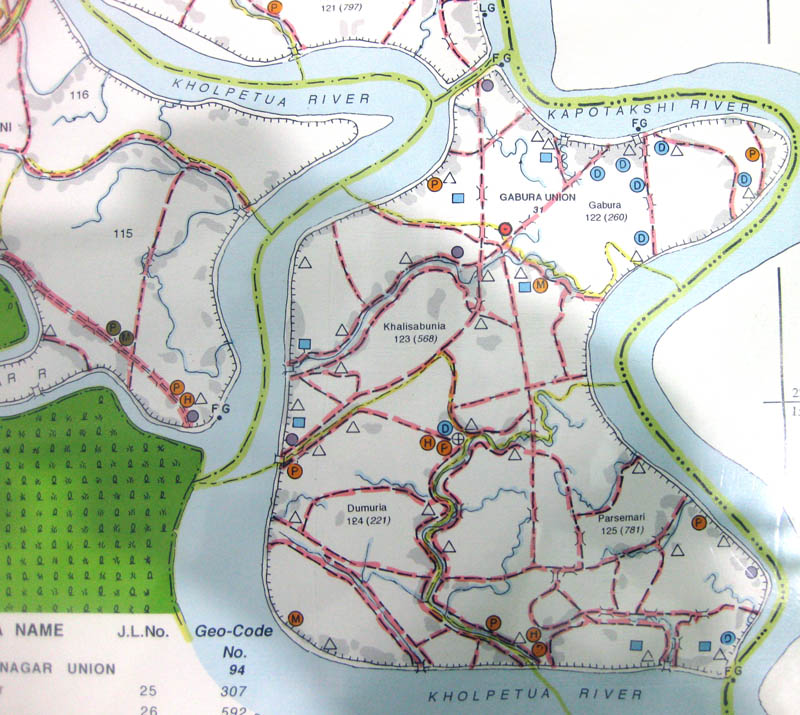 P
121 (797)
LG
FG
116
KHOLPETUA RIVER
KAPOTAKSHI RIVER
FG
NI
D
D
D
D
P
D
P
GABURA UNION
31
Gabura
122 (260)
115
D
M
Khalisabunia
123 (568)
P
M
P
H
FG
R R
D
H
P
P
Dumuria
124 (221)
Parsemari
125 (781)
P
M
P
H
D
FG
KHOLPETUA RIVER
A NAME J.L.No. Geo-Code
No.
NAGAR UNION 94
25 307
26 592